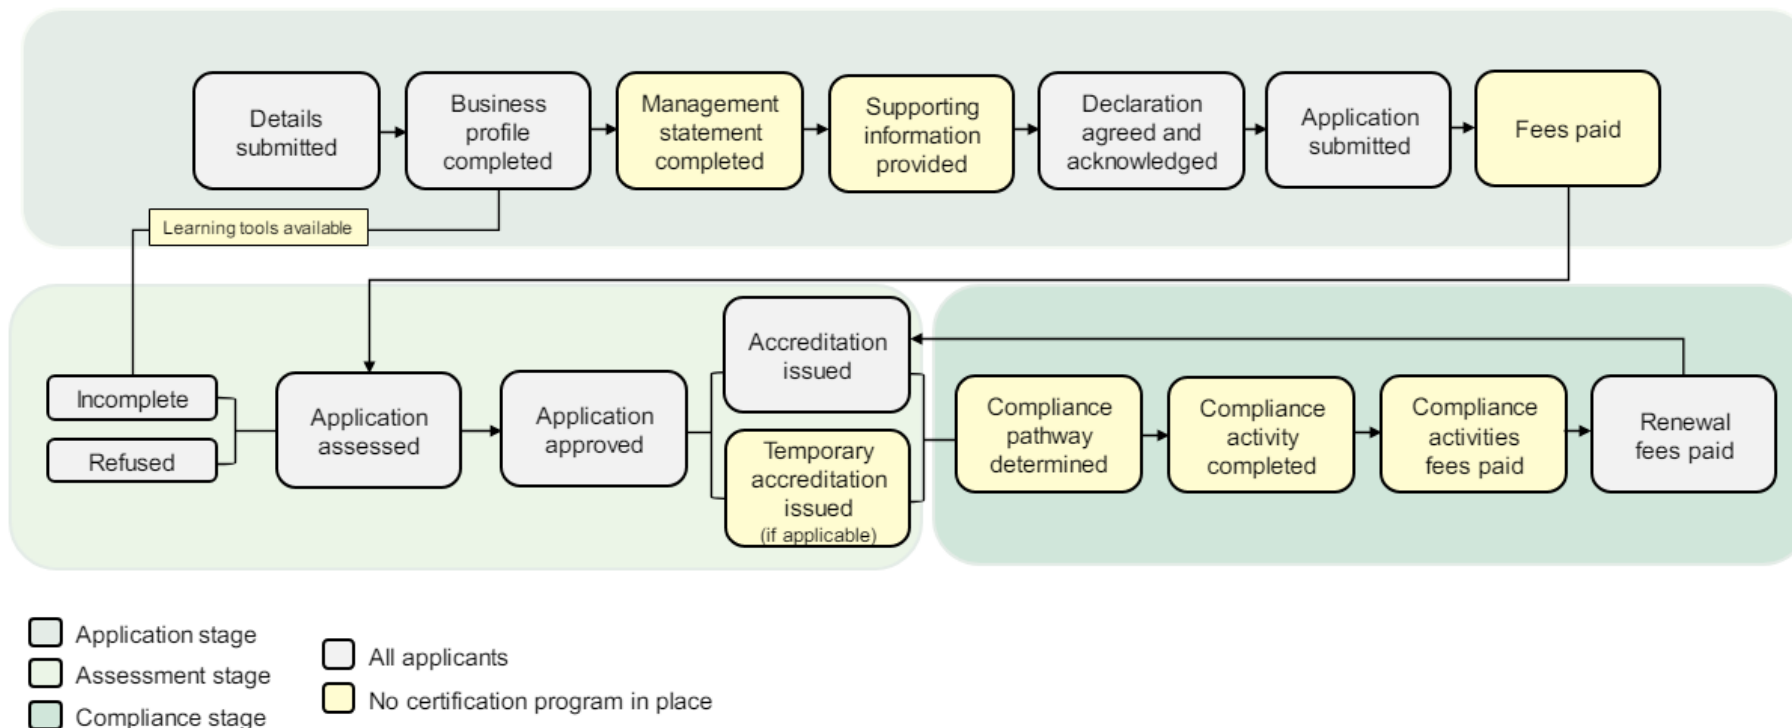 Details
submitted
Business
profile
completed
Management
statement
completed
Supporting
information
provided
Declaration
agreed and
acknowledged
Application
submitted
Fees paid
Learning tools available
Incomplete
Refused
Application
assessed
Application
approved
Accreditation
issued
Temporary
accreditation
issued
(if applicable)
Compliance
pathway
determined
Compliance
activity
completed
Compliance
activities
fees paid
Renewal
fees paid
Application stage
Assessment stage
Compliance stage
All applicants
No certification program in place